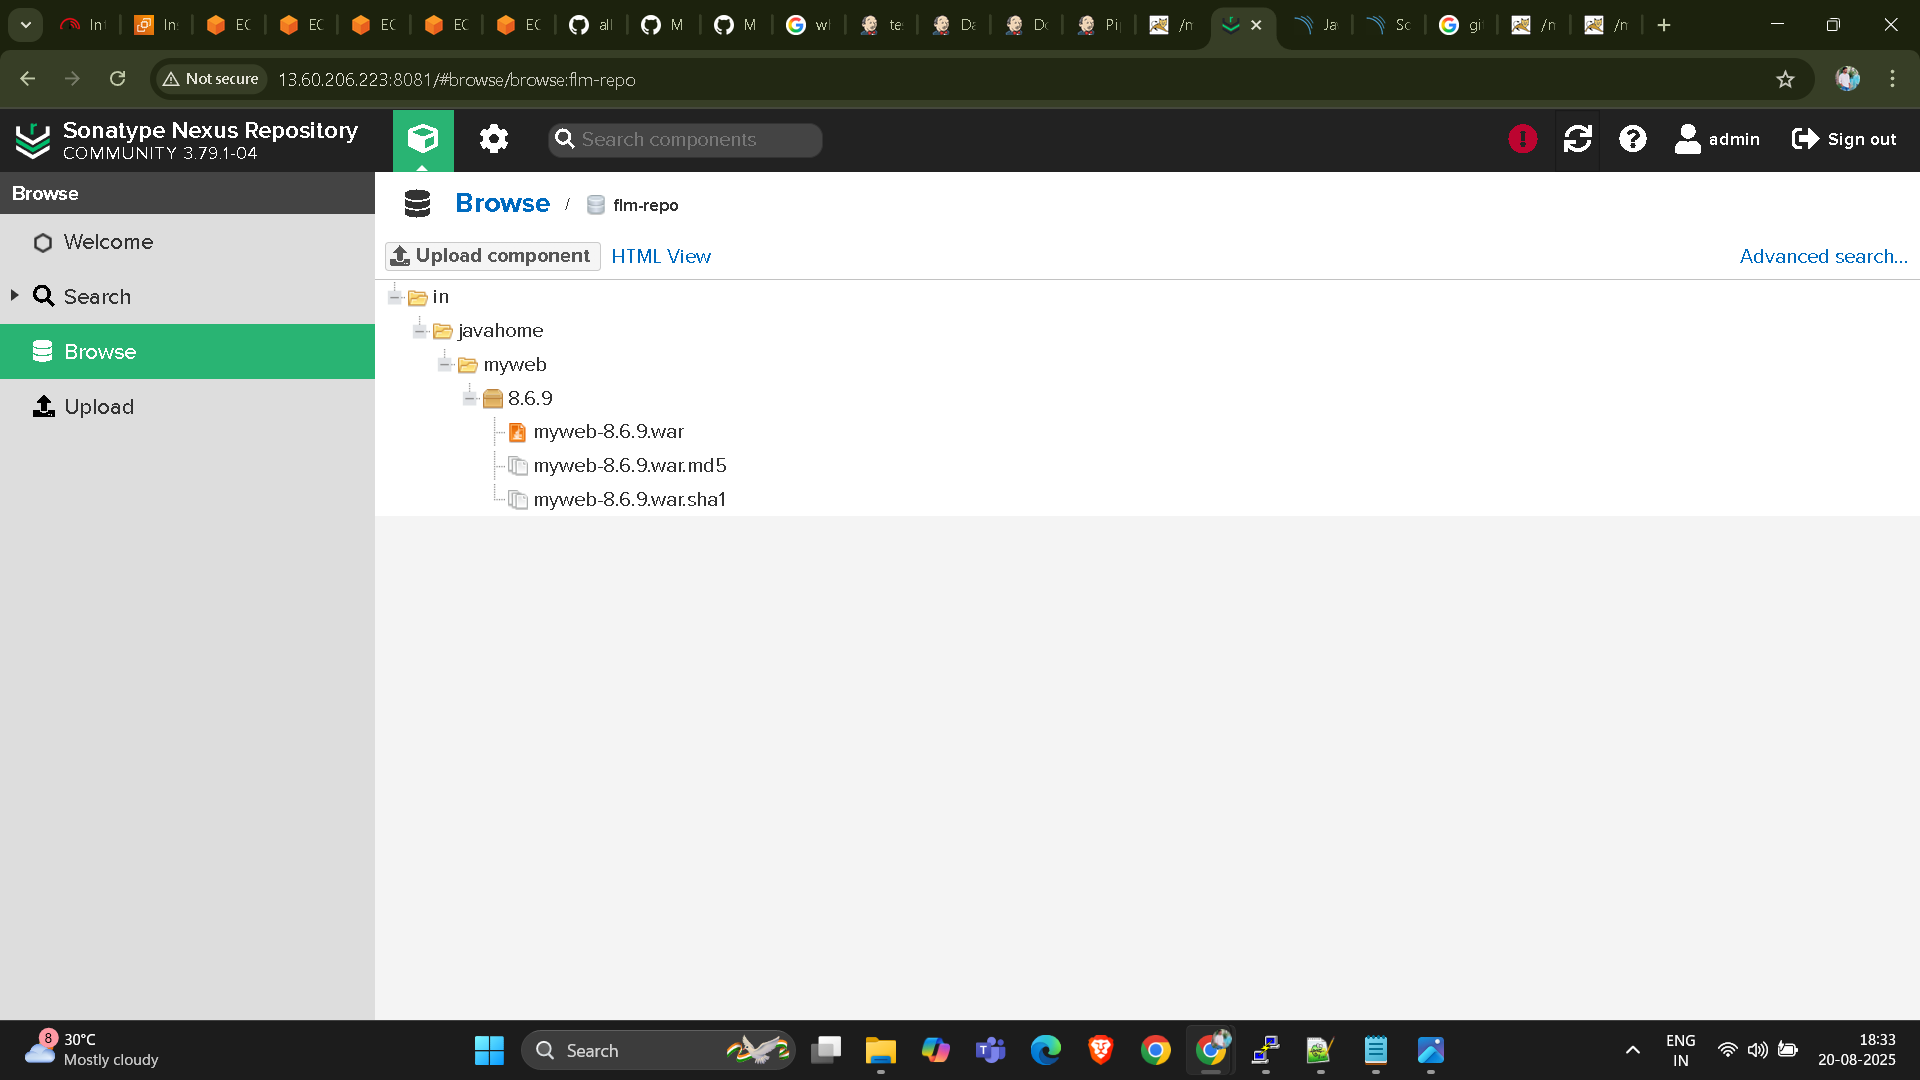 In
In
EC
EC
EC
EC
EC
all
M
M
wh
te
Da
De
Pi
/m
Ja
Sc
gi
/m
/m
Not secure
13.60.206.223:8081/#browse/browse:flm-repo
Sonatype Nexus Repository
COMMUNITY 3.79.1-04
Search components
admin
Sign out
Browse
Welcome
Search
Browse
Upload
Browse / flm-repo
Upload component
HTML View
Advanced search...
in
javahome
myweb
8.6.9
myweb-8.6.9.war
myweb-8.6.9.war.md5
myweb-8.6.9.war.sha1
8
30°C
Mostly cloudy
Search
ENG
IN
18:33
20-08-2025